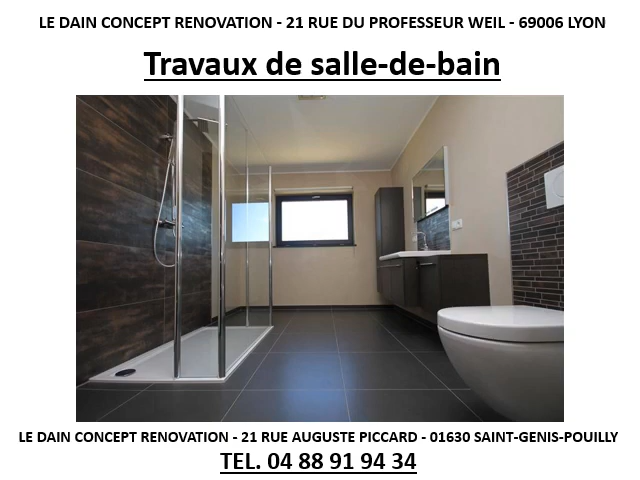 LE DAIN CONCEPT RENOVATION - 21 RUE DU PROFESSEUR WEIL - 69006 LYON
Travaux de salle-de-bain
LE DAIN CONCEPT RENOVATION - 21 RUE AUGUSTE PICCARD - 01630 SAINT-GENIS-POUILLY
TEL. 04 88 91 94 34